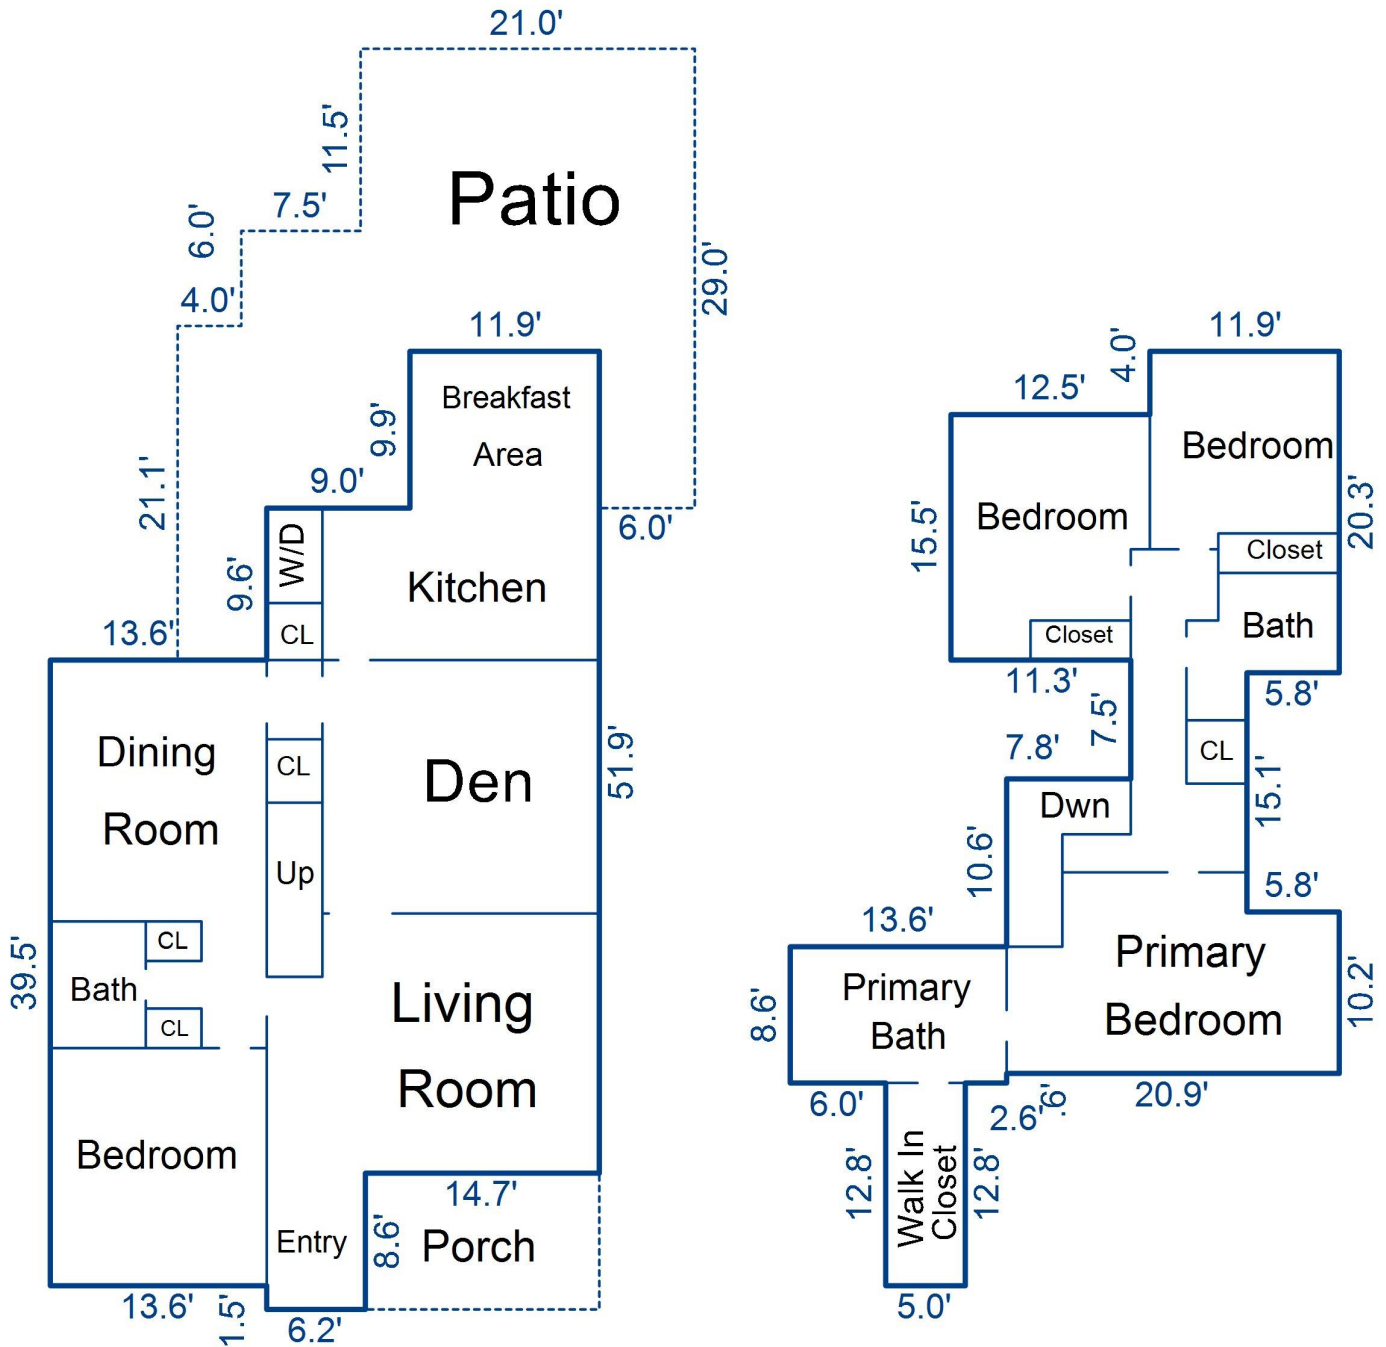 21.0'
11.5'
Patio
7.5'
6.0'
29.0'
4.0'
11.9'
Breakfast
Area
9.9'
21.1'
9.0'
6.0'
W/D
Kitchen
9.6'
13.6'
CL
Dining
Room
CL
Den
51.9'
Up
CL
39.5'
Bath
CL
Living
Room
Bedroom
14.7'
Entry
8.6'
Porch
13.6'
1.5'
6.2'
11.9'
4.0'
12.5'
Bedroom
Bedroom
15.5'
20.3'
Closet
Closet
Bath
11.3'
5.8'
7.5'
7.8'
CL
15.1'
Dwn
10.6'
5.8'
13.6'
Primary
Bedroom
Primary
Bath
8.6'
10.2'
6.0'
2.6'
.6'
20.9'
12.8'
Walk In
Closet
12.8'
5.0'